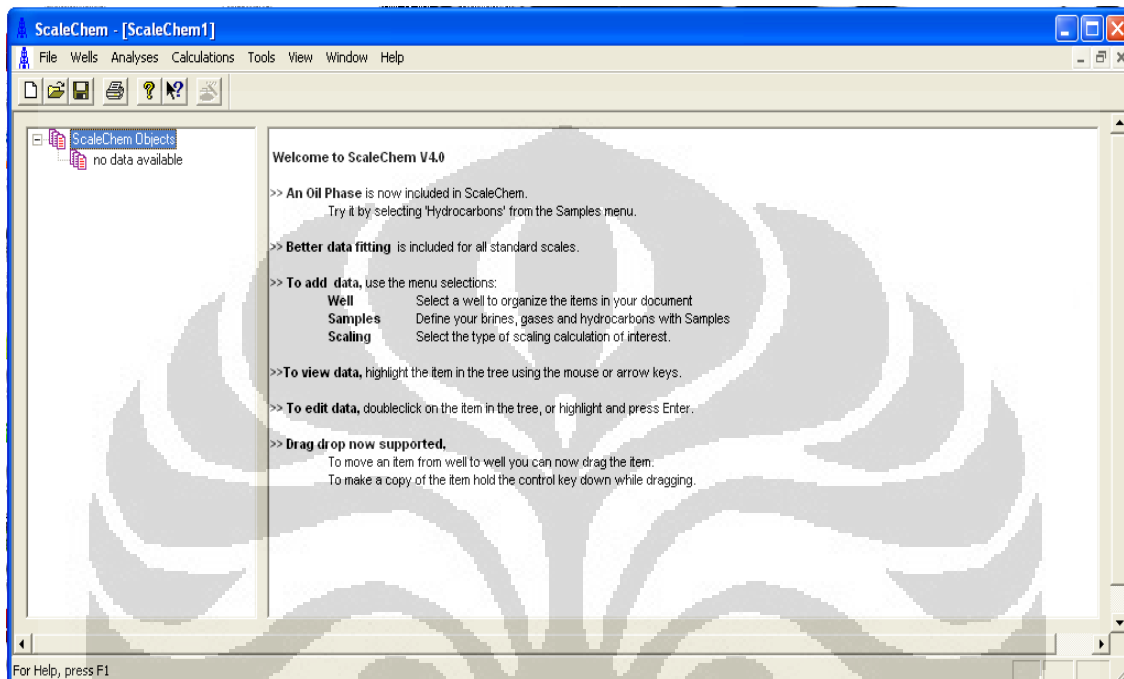 ScaleChem - [ScaleChem1]
File Wells Analyses Calculations Tools View Window Help
ScaleChem Objects
no data available
Welcome to ScaleChem V4.0
>> An Oil Phase is now included in ScaleChem.
Try it by selecting 'Hydrocarbons' from the Samples menu.
>> Better data fitting is included for all standard scales.
>> To add data, use the menu selections:
Well Select a well to organize the items in your document
Samples Define your brines, gases and hydrocarbons with Samples
Scaling Select the type of scaling calculation of interest.
>>To view data, highlight the item in the tree using the mouse or arrow keys.
>> To edit data, doubleclick on the item in the tree, or highlight and press Enter.
>> Drag drop now supported,
To move an item from well to well you can now drag the item.
To make a copy of the item hold the control key down while dragging.
For Help, press F1